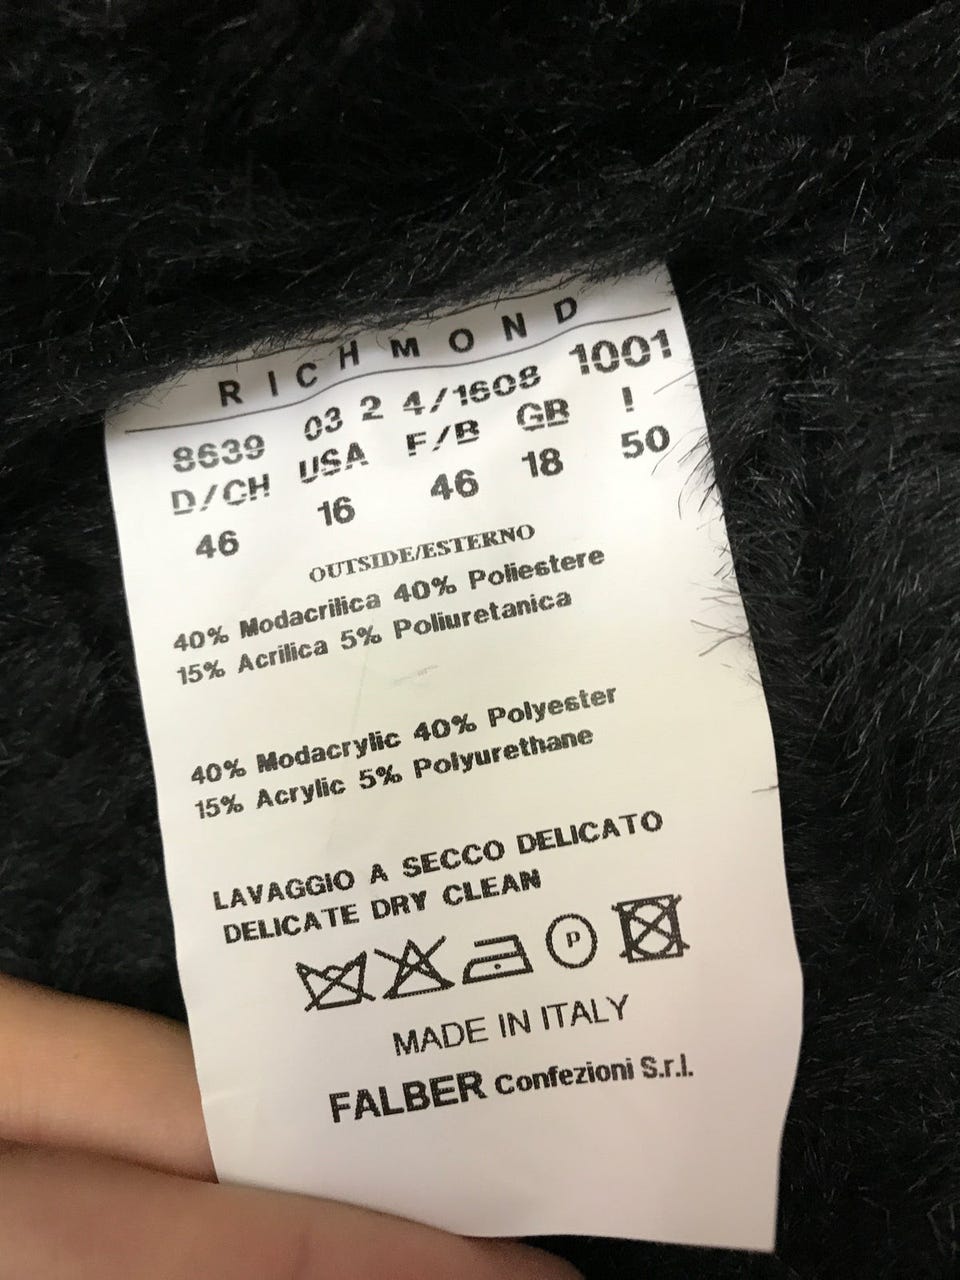 RICHMOND
8639 03 2 4/1608 1001
D/CH USA F/B GB I
46 16 46 18 50
OUTSIDE/ESTERNO
40% Modacrilica 40% Poliestere
15% Acrilica 5% Poliuretanica
40% Modacrylic 40% Polyester
15% Acrylic 5% Polyurethane
LAVAGGIO A SECCO DELICATO
DELICATE DRY CLEAN
P
MADE IN ITALY
FALBER Confezioni S.r.l.